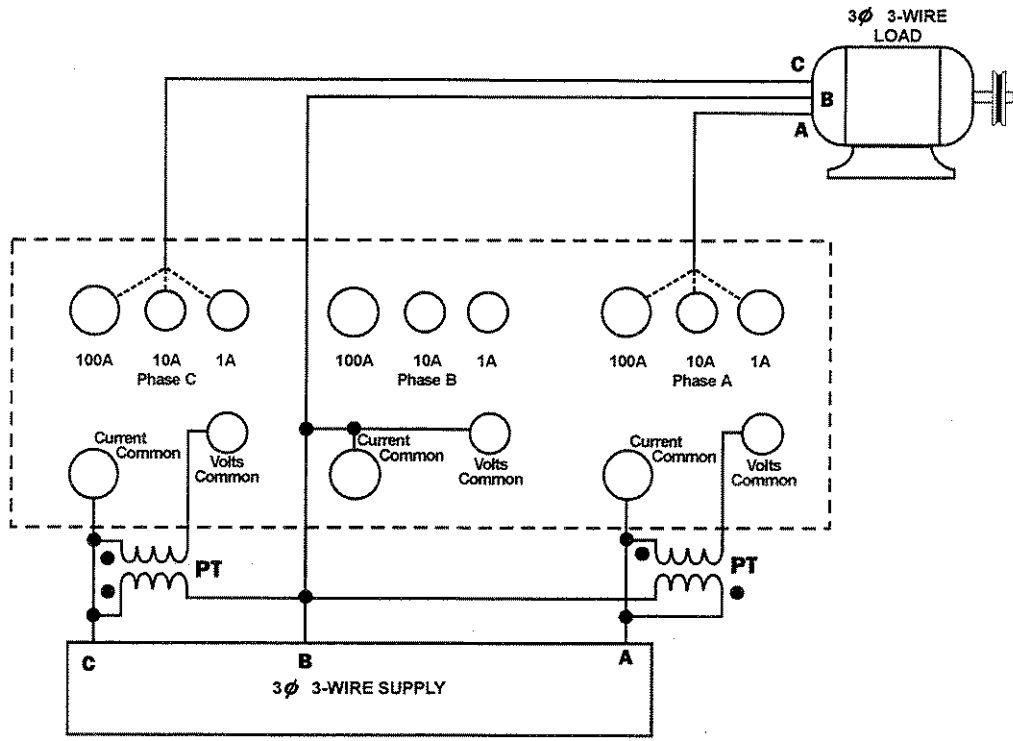 3ϕ 3-WIRE
LOAD
C
B
A
100A 10A 1A
Phase C
100A 10A 1A
Phase B
100A 10A 1A
Phase A
Current
Common
Volts
Common
Current
Common
Volts
Common
Current
Common
Volts
Common
PT
PT
C
B
A
3ϕ 3-WIRE SUPPLY